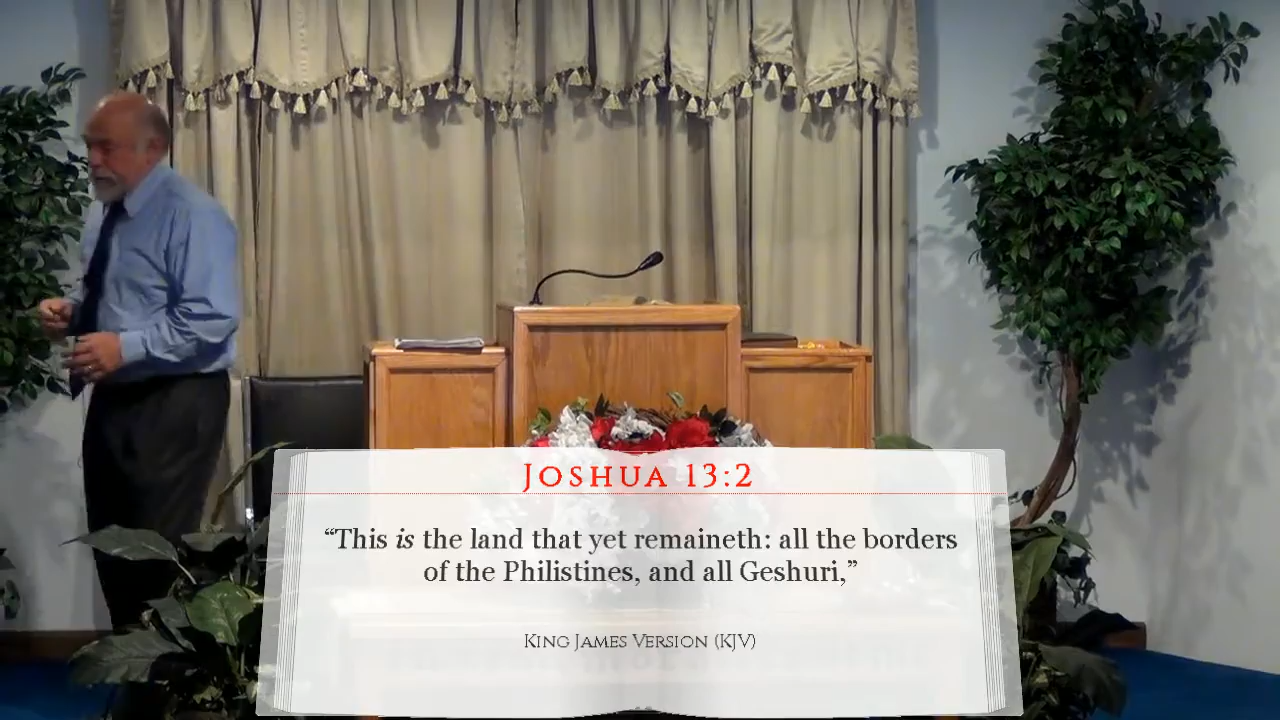 Joshua 13:2
“This is the land that yet remaineth: all the borders
of the Philistines, and all Geshuri,”
King James Version (KJV)